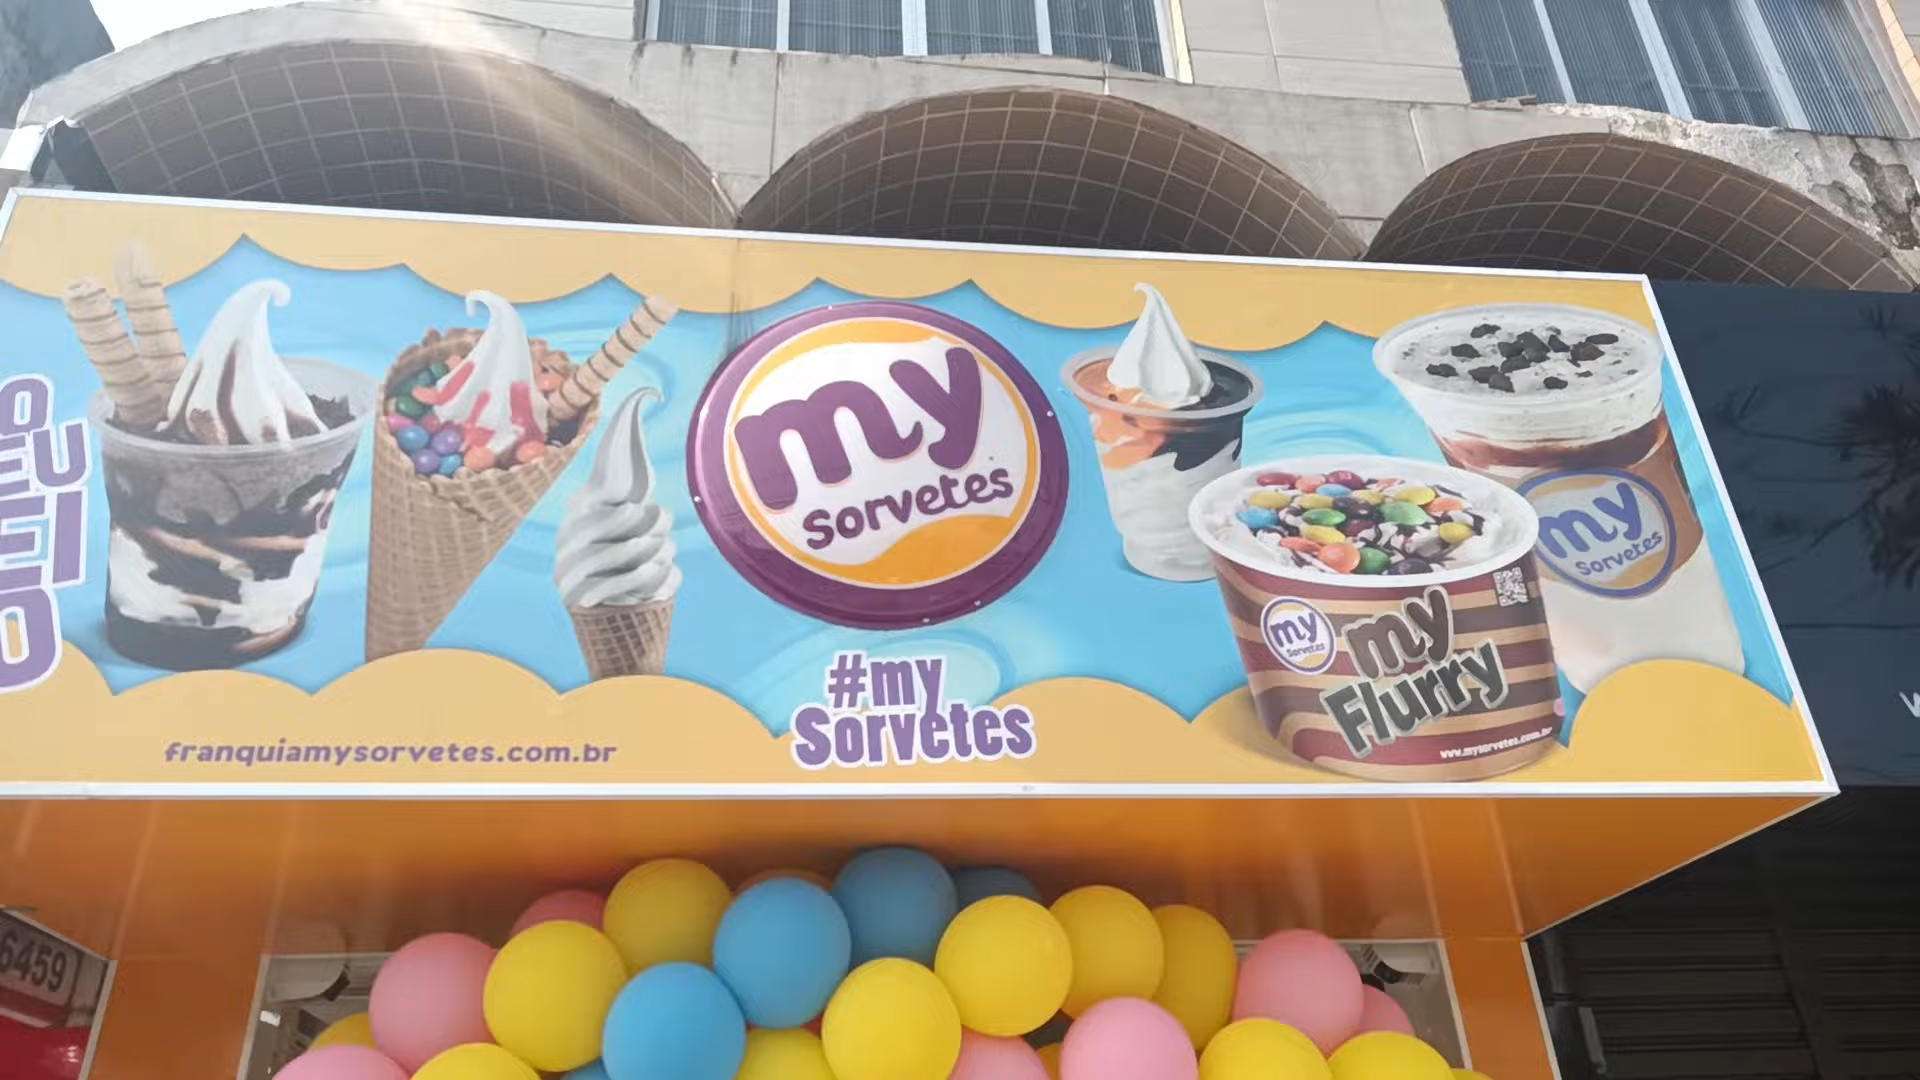 my
sorvetes
#my
Sorvetes
franquiamysorvetes.com.br
my
sorvetes
my
Sorvetes
my
Flurry
www.mysorvetes.com.br
6459